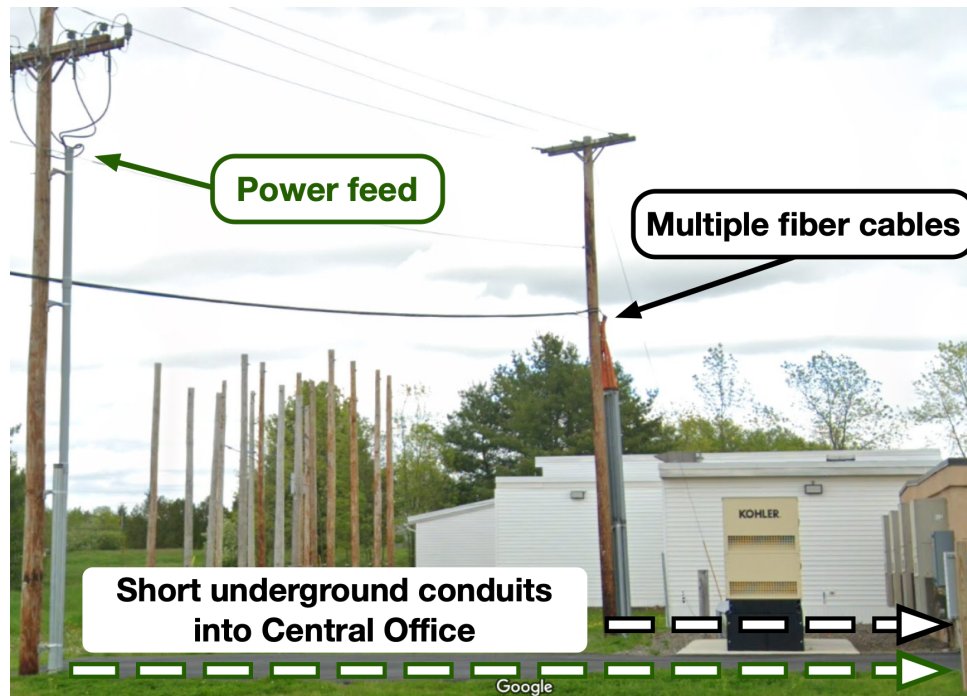 Power feed
Multiple fiber cables
KOHLER
Short underground conduits
into Central Office
Google